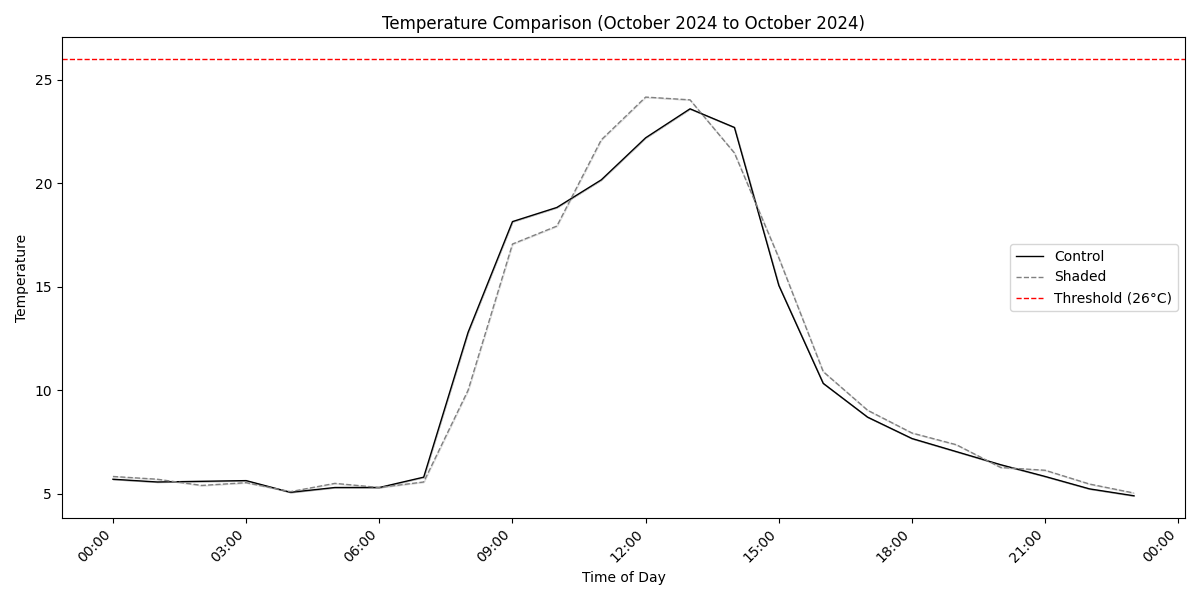 Temperature Comparison (October 2024 to October 2024)
25
20
15
10
5
Temperature
Control
Shaded
Threshold (26°C)
00:00
03:00
06:00
09:00
12:00
15:00
18:00
21:00
00:00
Time of Day